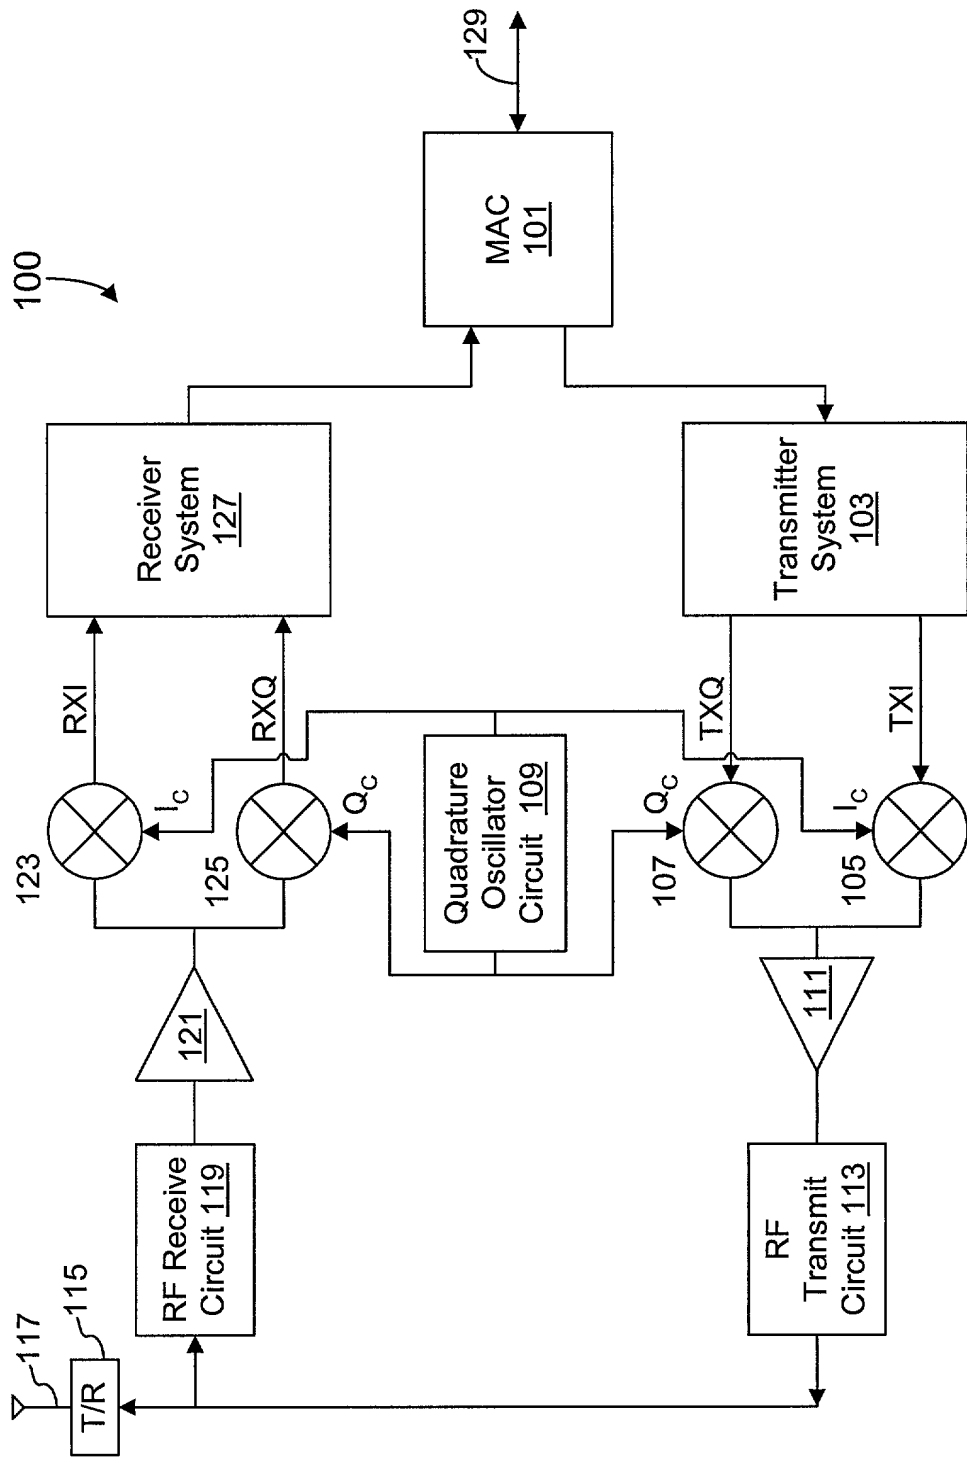 100
117
115
T/R
RF Receive
Circuit 119
121
123
125
I_C
Q_C
RXI
RXQ
Receiver
System
127
Quadrature
Oscillator
Circuit 109
MAC
101
129
RF
Transmit
Circuit 113
111
107
105
Q_C
I_C
TXQ
TXI
Transmitter
System
103